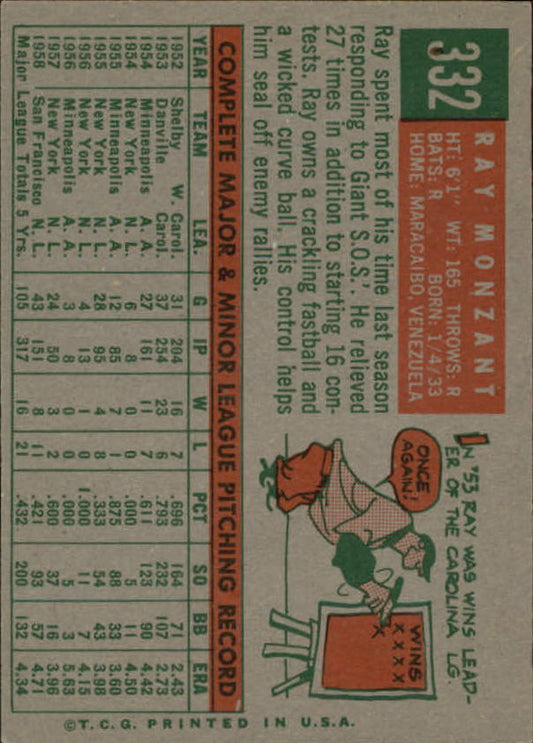 332
RAY MONZANT
HT: 6'1" WT: 165 THROWS: R
BATS: R BORN: 1/4/33
HOME: MARACAIBO, VENEZUELA
Ray spent most of his time last season
responding to Giant S.O.S.'. He relieved
27 times in addition to starting 16 con-
tests. Ray owns a crackling fastball and
a wicked curve ball. His control helps
him seal off enemy rallies.
IN '53 RAY WAS WINS LEAD-
ER OF THE CAROLINA LG.
ONCE
AGAIN!
WINS
X X X X
X
COMPLETE MAJOR & MINOR LEAGUE PITCHING RECORD
YEAR TEAM LEA. G IP W L PCT SO BB ERA
1952 Shelby W. Carol. 31 204 16 7 .696 164 71 2.43
1953 Danville Carol. 37 254 23 6 .793 232 107 2.73
1954 Minneapolis A. A. 27 161 11 7 .611 123 90 4.42
1954 New York N. L. 6 8 0 0 .000 5 11 4.50
1955 Minneapolis A. A. 12 85 7 1 .875 88 33 3.60
1955 New York N. L. 28 95 4 8 .333 54 43 3.98
1956 New York N. L. 4 13 1 0 1.000 11 7 4.15
1956 Minneapolis A. A. 3 8 0 1 .000 5 3 5.63
1957 New York N. L. 24 50 3 2 .600 37 16 3.96
1958 San Francisco N. L. 43 151 8 11 .421 93 57 4.71
Major League Totals 5 Yrs. 105 317 16 21 .432 200 132 4.34
©T.C.G. PRINTED IN U.S.A.